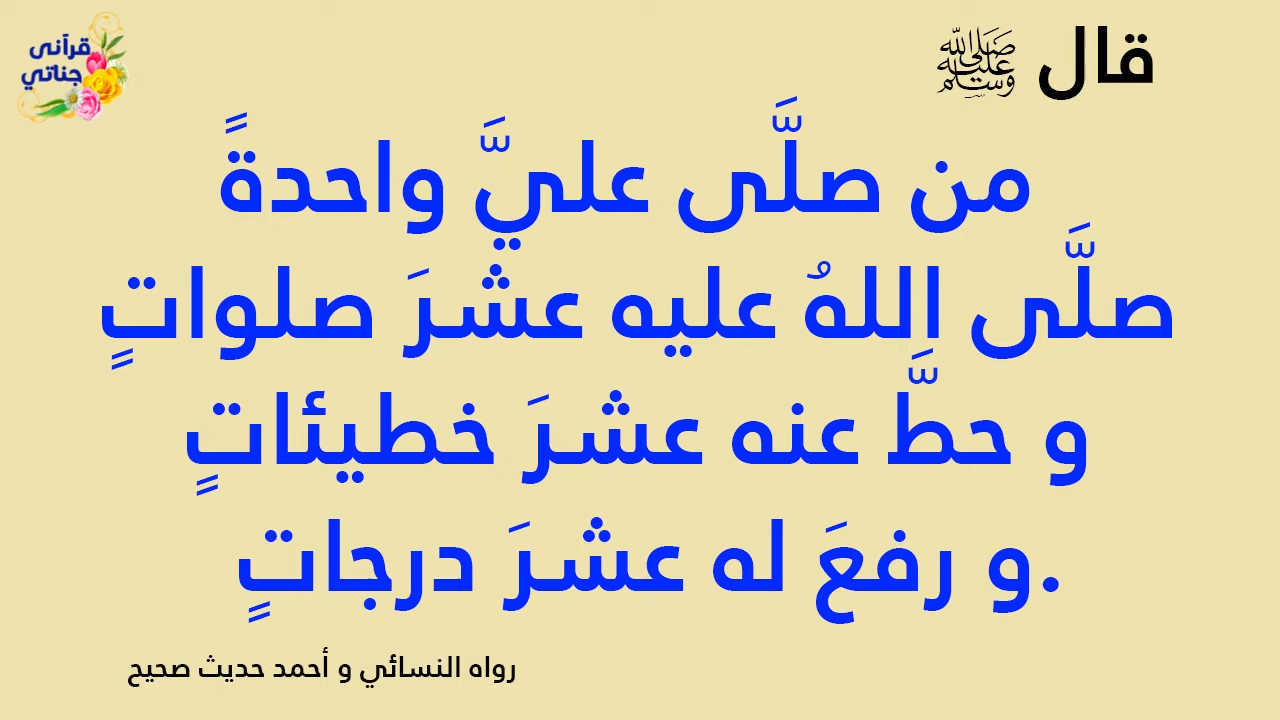 قرآنى
جناتي
قال ﷺ
من صلَّى عليَّ واحدةً
صلَّى اللهُ عليه عشرَ صلواتٍ
و حطَّ عنه عشرَ خطيئاتٍ
.و رفعَ له عشرَ درجاتٍ
رواه النسائي و أحمد حديث صحيح